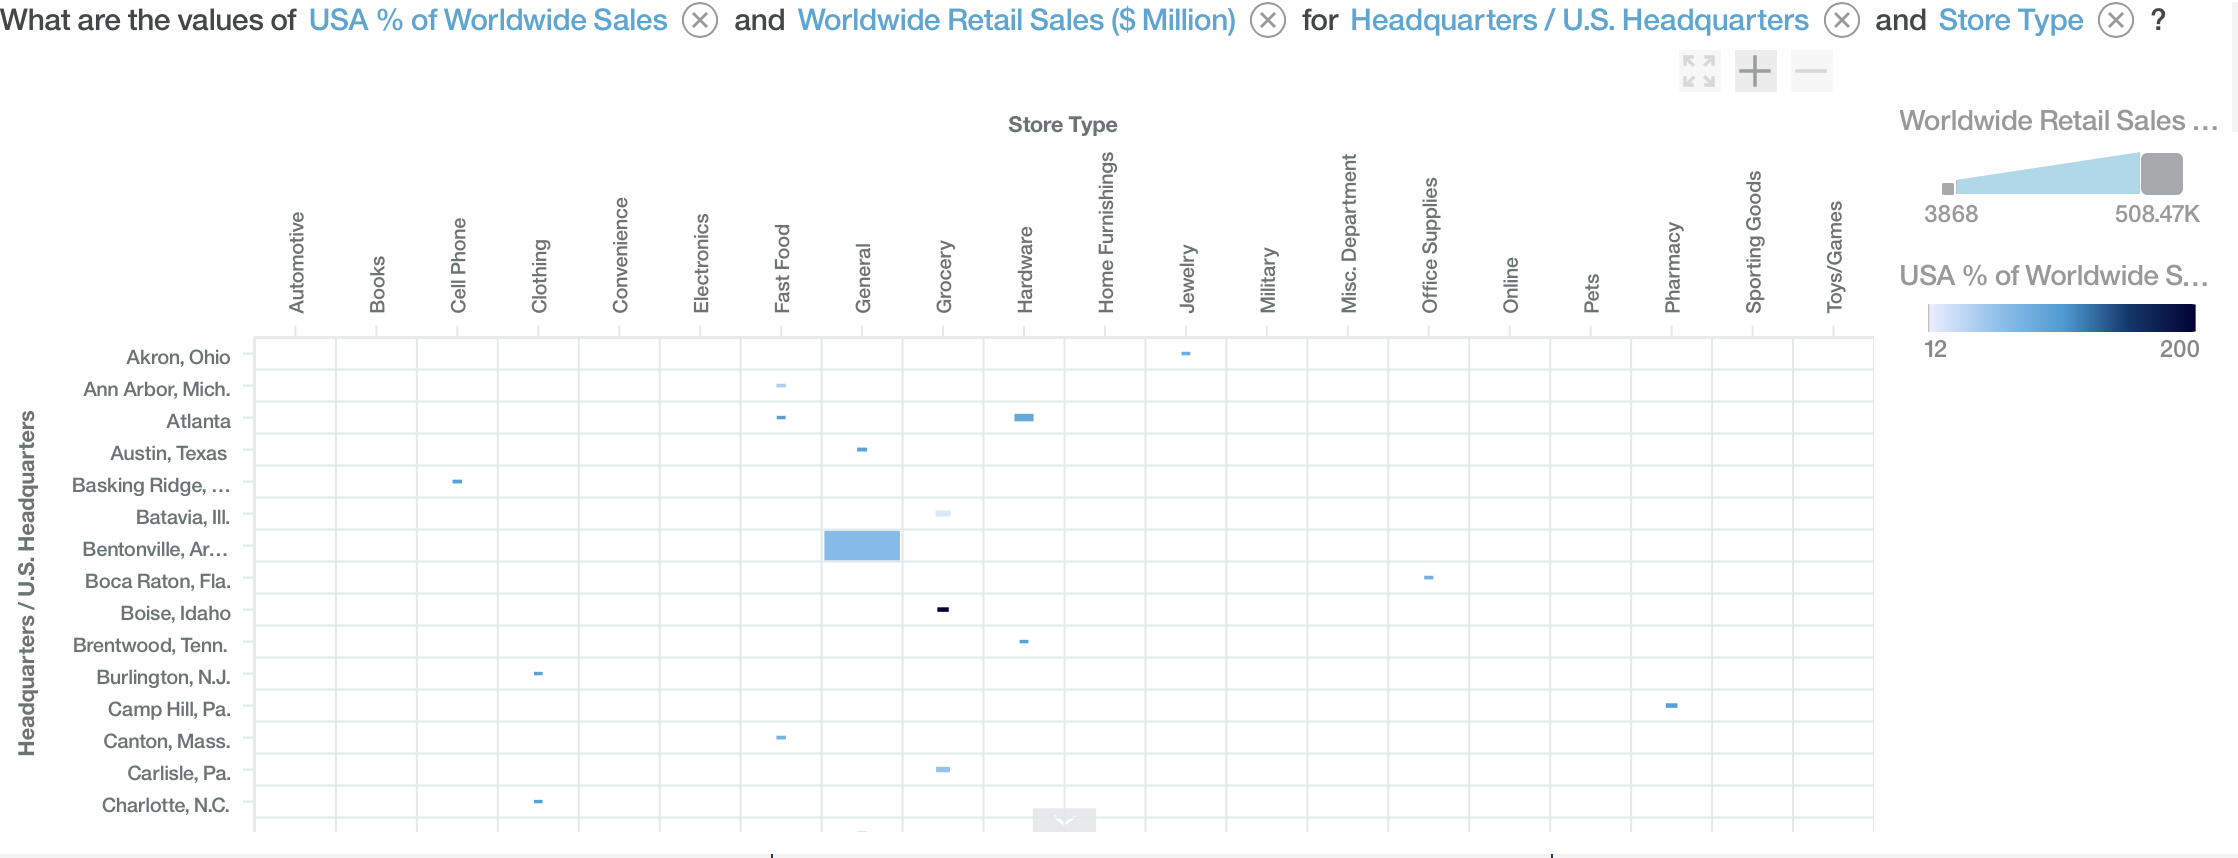 What are the values of USA % of Worldwide Sales and Worldwide Retail Sales ($ Million) for Headquarters / U.S. Headquarters and Store Type ?
Store Type
Automotive
Books
Cell Phone
Clothing
Convenience
Electronics
Fast Food
General
Grocery
Hardware
Home Furnishings
Jewelry
Military
Misc. Department
Office Supplies
Online
Pets
Pharmacy
Sporting Goods
Toys/Games
Headquarters / U.S. Headquarters
Akron, Ohio
Ann Arbor, Mich.
Atlanta
Austin, Texas
Basking Ridge, ...
Batavia, Ill.
Bentonville, Ar...
Boca Raton, Fla.
Boise, Idaho
Brentwood, Tenn.
Burlington, N.J.
Camp Hill, Pa.
Canton, Mass.
Carlisle, Pa.
Charlotte, N.C.
Worldwide Retail Sales ...
3868 508.47K
USA % of Worldwide S...
12 200